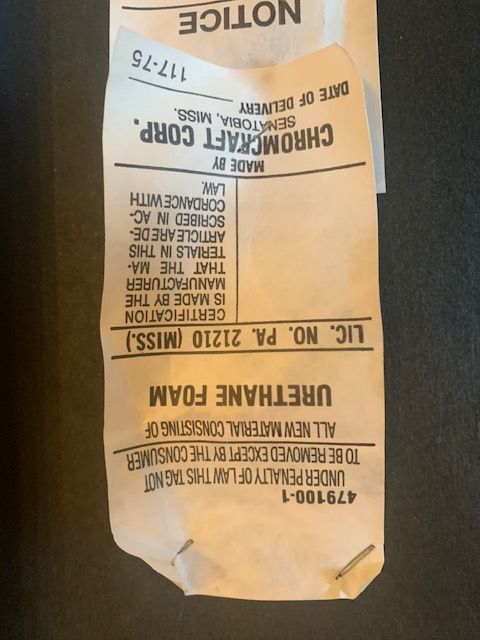 479100-1
UNDER PENALTY OF LAW THIS TAG NOT
TO BE REMOVED EXCEPT BY THE CONSUMER
ALL NEW MATERIAL CONSISTING OF
URETHANE FOAM
LIC. NO. PA. 21210 (MISS.)
CERTIFICATION
IS MADE BY THE
MANUFACTURER
THAT THE MA-
TERIALS IN THIS
ARTICLE ARE DE-
SCRIBED IN AC-
CORDANCE WITH
LAW.
MADE BY
CHROMCRAFT CORP.
SENATOBIA, MISS.
DATE OF DELIVERY
117-75
NOTICE